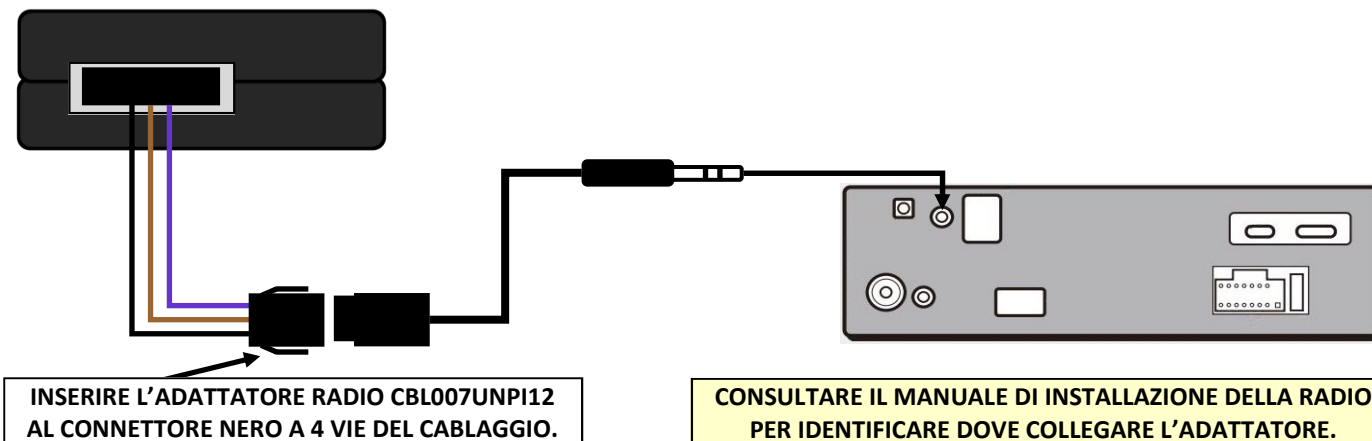 INSERIRE L’ADATTATORE RADIO CBL007UNPI12
AL CONNETTORE NERO A 4 VIE DEL CABLAGGIO.
CONSULTARE IL MANUALE DI INSTALLAZIONE DELLA RADIO
PER IDENTIFICARE DOVE COLLEGARE L’ADATTATORE.